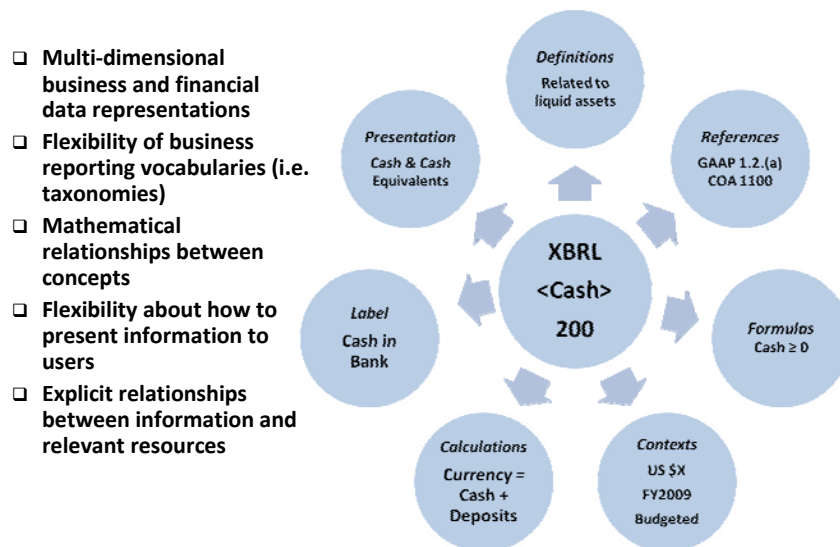 ❑ Multi-dimensional
business and financial
data representations
❑ Flexibility of business
reporting vocabularies (i.e.
taxonomies)
❑ Mathematical
relationships between
concepts
❑ Flexibility about how to
present information to
users
❑ Explicit relationships
between information and
relevant resources
Definitions
Related to
liquid assets
References
GAAP 1.2.(a)
COA 1100
Formulas
Cash ≥ 0
Contexts
US $X
FY2009
Budgeted
Calculations
Currency =
Cash +
Deposits
Label
Cash in
Bank
Presentation
Cash & Cash
Equivalents
XBRL
<Cash>
200